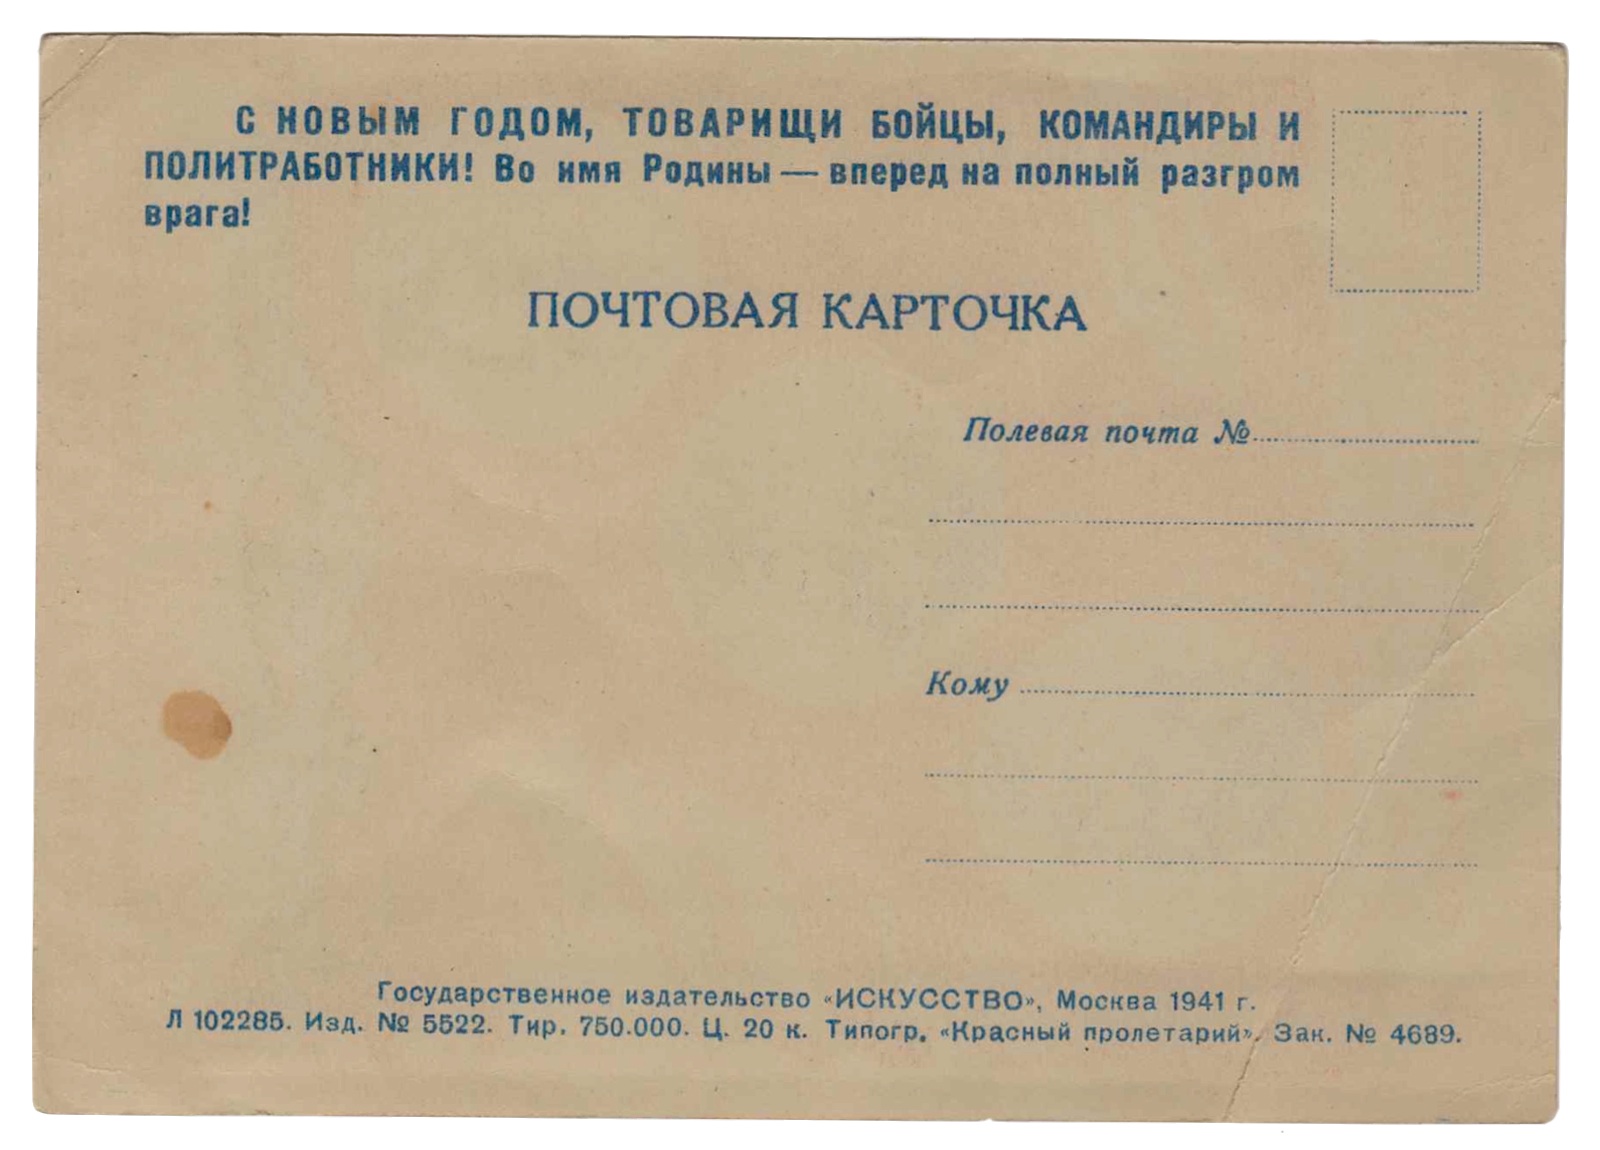 С НОВЫМ ГОДОМ, ТОВАРИЩИ БОЙЦЫ, КОМАНДИРЫ И
ПОЛИТРАБОТНИКИ! Во имя Родины — вперед на полный разгром
врага!
ПОЧТОВАЯ КАРТОЧКА
Полевая почта №
Кому
Государственное издательство «ИСКУССТВО», Москва 1941 г.
Л 102285. Изд. № 5522. Тир. 750.000. Ц. 20 к. Типогр. «Красный пролетарий». Зак. № 4689.